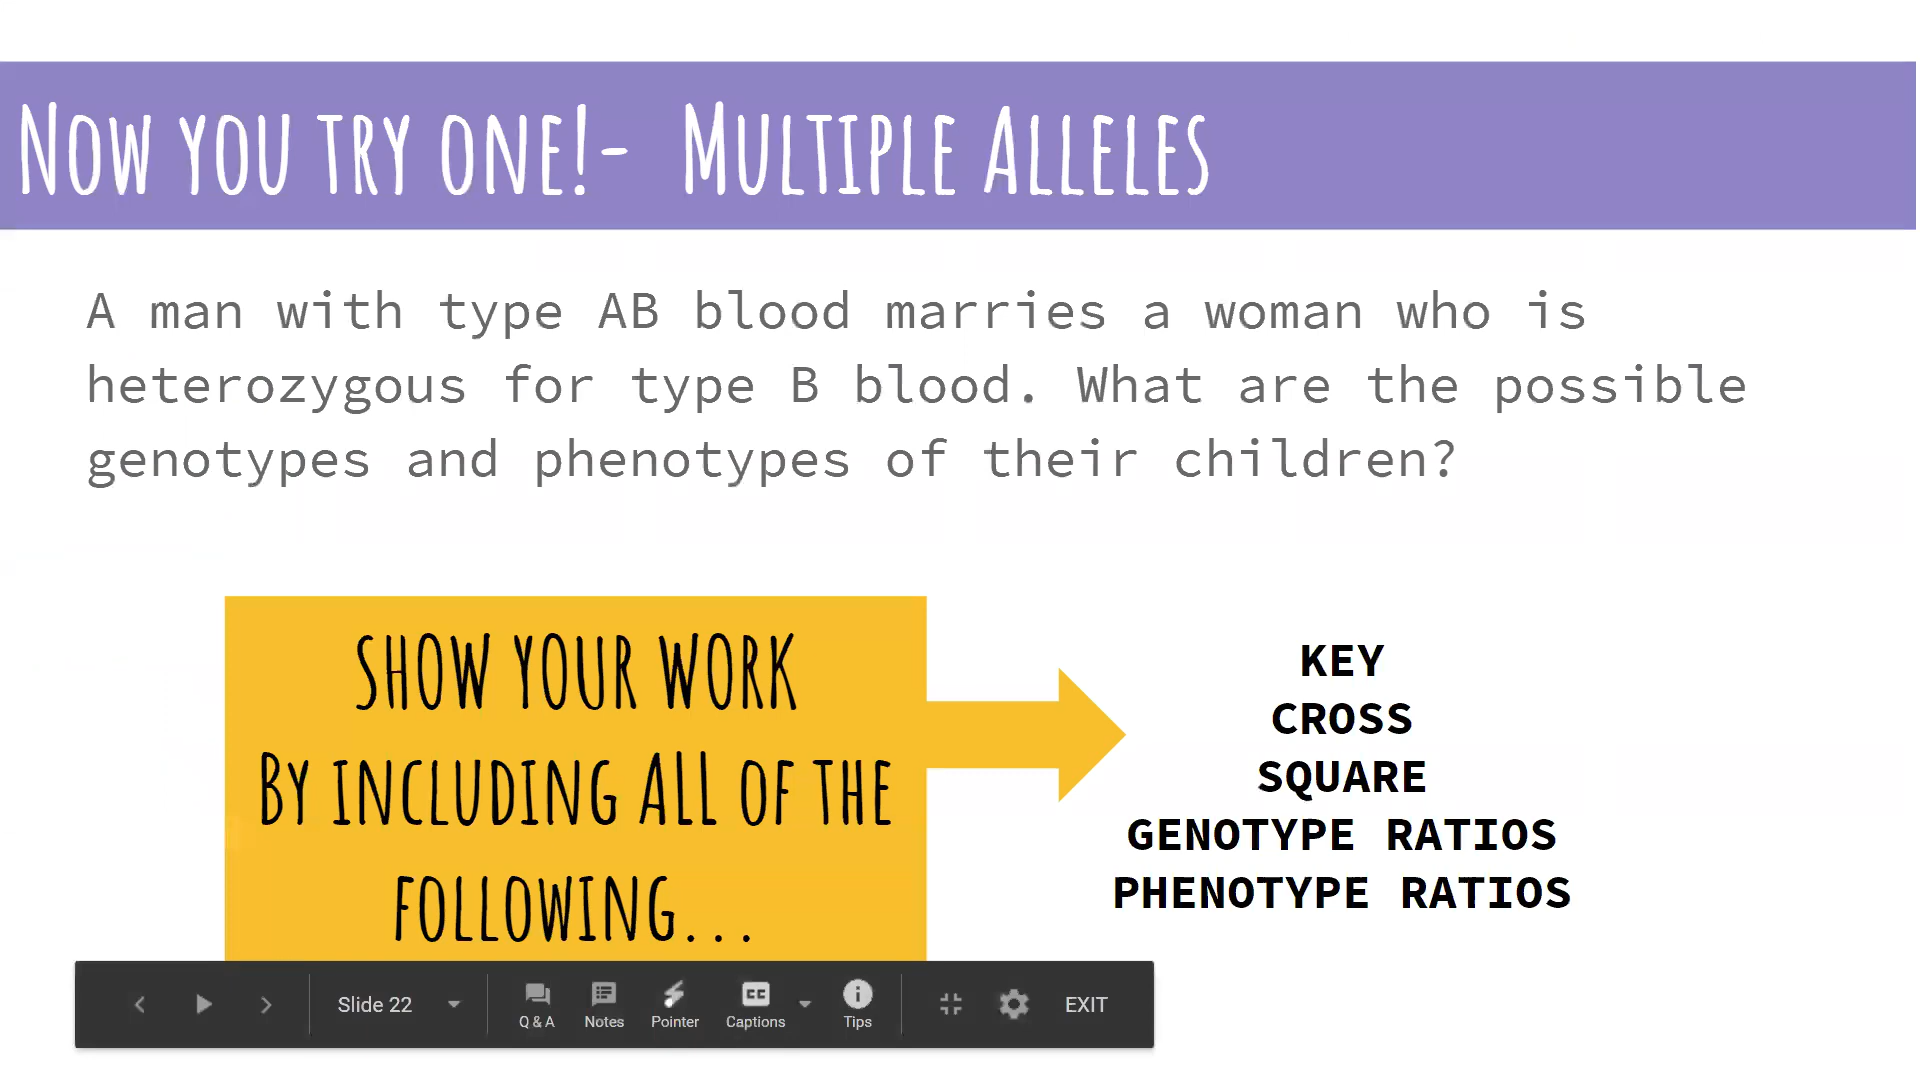 Now you try one!- Multiple Alleles
A man with type AB blood marries a woman who is
heterozygous for type B blood. What are the possible
genotypes and phenotypes of their children?
SHOW YOUR WORK
By including ALL of the
following...
KEY
CROSS
SQUARE
GENOTYPE RATIOS
PHENOTYPE RATIOS
Slide 22
Q & A
Notes
Pointer
CC
Captions
Tips
EXIT